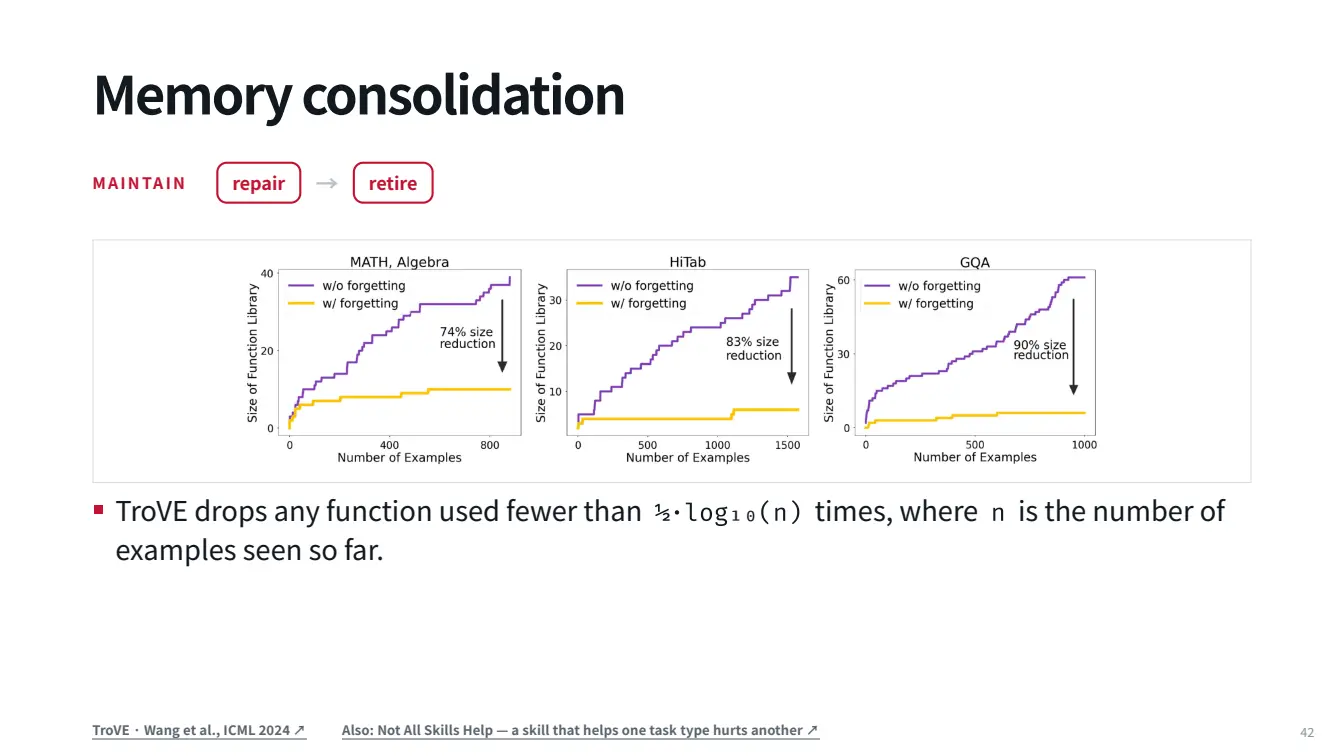 Memory consolidation
MAINTAIN repair → retire
MATH, Algebra
Size of Function Library
40
20
0
w/o forgetting
w/ forgetting
74% size
reduction
0 400 800
Number of Examples
HiTab
Size of Function Library
30
20
10
w/o forgetting
w/ forgetting
83% size
reduction
0 500 1000 1500
Number of Examples
GQA
Size of Function Library
60
30
0
w/o forgetting
w/ forgetting
90% size
reduction
0 500 1000
Number of Examples
▪ TroVE drops any function used fewer than ½·log₁₀(n) times, where n is the number of
examples seen so far.
TroVE · Wang et al., ICML 2024 ↗ Also: Not All Skills Help — a skill that helps one task type hurts another ↗
42